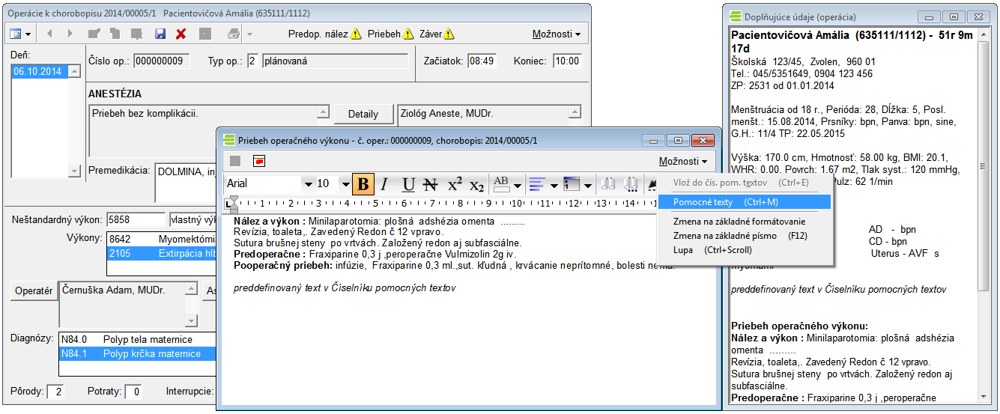 Operácie k chorobopisu 2014/00005/1   Pacientovičová Amália (635111/1112)
Predop. nález   Priebeh   Záver   Možnosti
Deň:
06.10.2014
Číslo op.: 000000009   Typ op.: 2 plánovaná   Začiatok: 08:49   Koniec: 10:00
ANESTÉZIA
Priebeh bez komplikácii.   Detaily   Ziológ Aneste, MUDr.
Premedikácia: DOLMINA, in
Neštandardný výkon: 5858   vlastný
Výkony: 8642   Myomektómi
2105   Extirpácia
Operatér   Černuška Adam, MUDr.   As
Diagnózy: N84.0   Polyp tela maternice
N84.1   Polyp krčka maternice
Pôrody: 2   Potraty: 0   Interrupcie:
Priebeh operačného výkonu - č. oper.: 000000009, chorobopis: 2014/00005/1
Možnosti
Arial   10   B I U N x² x₂ AB
1 2 3 4 5 6 7 8 9 10 11 12 13 14
Nález a výkon : Minilaparotomia: plošná  adshézia omenta  .........
Revízia, toaleta,. Zavedený Redon č 12 vpravo.
Sutura brušnej steny  po vrtvách. Založený redon aj subfasciálne.
Predoperačne : Fraxiparine 0,3 j ,peroperačne Vulmizolin 2g iv.
Pooperačný priebeh: infúzie,  Fraxiparine 0,3 ml.,sut. kľudná , krvácanie neprítomné, bolesti nemá.
preddefinovaný text v Číselníku pomocných textov
Vlož do čís. pom. textov   (Ctrl+E)
Pomocné texty   (Ctrl+M)
Zmena na základné formátovanie
Zmena na základné písmo   (F12)
Lupa   (Ctrl+Scroll)
Doplňujúce údaje (operácia)
Pacientovičová Amália  (635111/1112) -  51r 9m
17d
Školská  123/45,  Zvolen,  960 01
Tel.: 045/5351649, 0904 123 456
ZP: 2531 od 01.01.2014
Menštruácia od 18 r., Perióda: 28, Dĺžka: 5, Posl.
menšt.: 15.08.2014, Prsníky: bpn, Panva: bpn, sine,
G.H.: 11/4 TP: 22.05.2015
Výška: 170.0 cm, Hmotnosť: 58.00 kg, BMI: 20.1,
WHR: 0.00, Povrch: 1.67 m2, Tlak syst.: 120 mmHg,
Pulz: 62 1/min
AD   -  bpn
CD - bpn
Uterus - AVF  s
preddefinovaný text v Číselníku pomocných textov
Priebeh operačného výkonu:
Nález a výkon : Minilaparotomia: plošná  adshézia
omenta  .........
Revízia, toaleta,. Zavedený Redon č 12 vpravo.
Sutura brušnej steny  po vrtvách. Založený redon aj
subfasciálne.
Predoperačne : Fraxiparine 0,3 j ,peroperačne